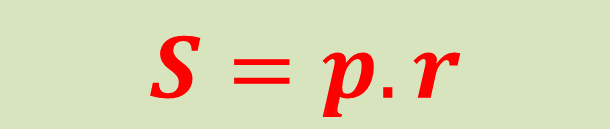 S = p.r